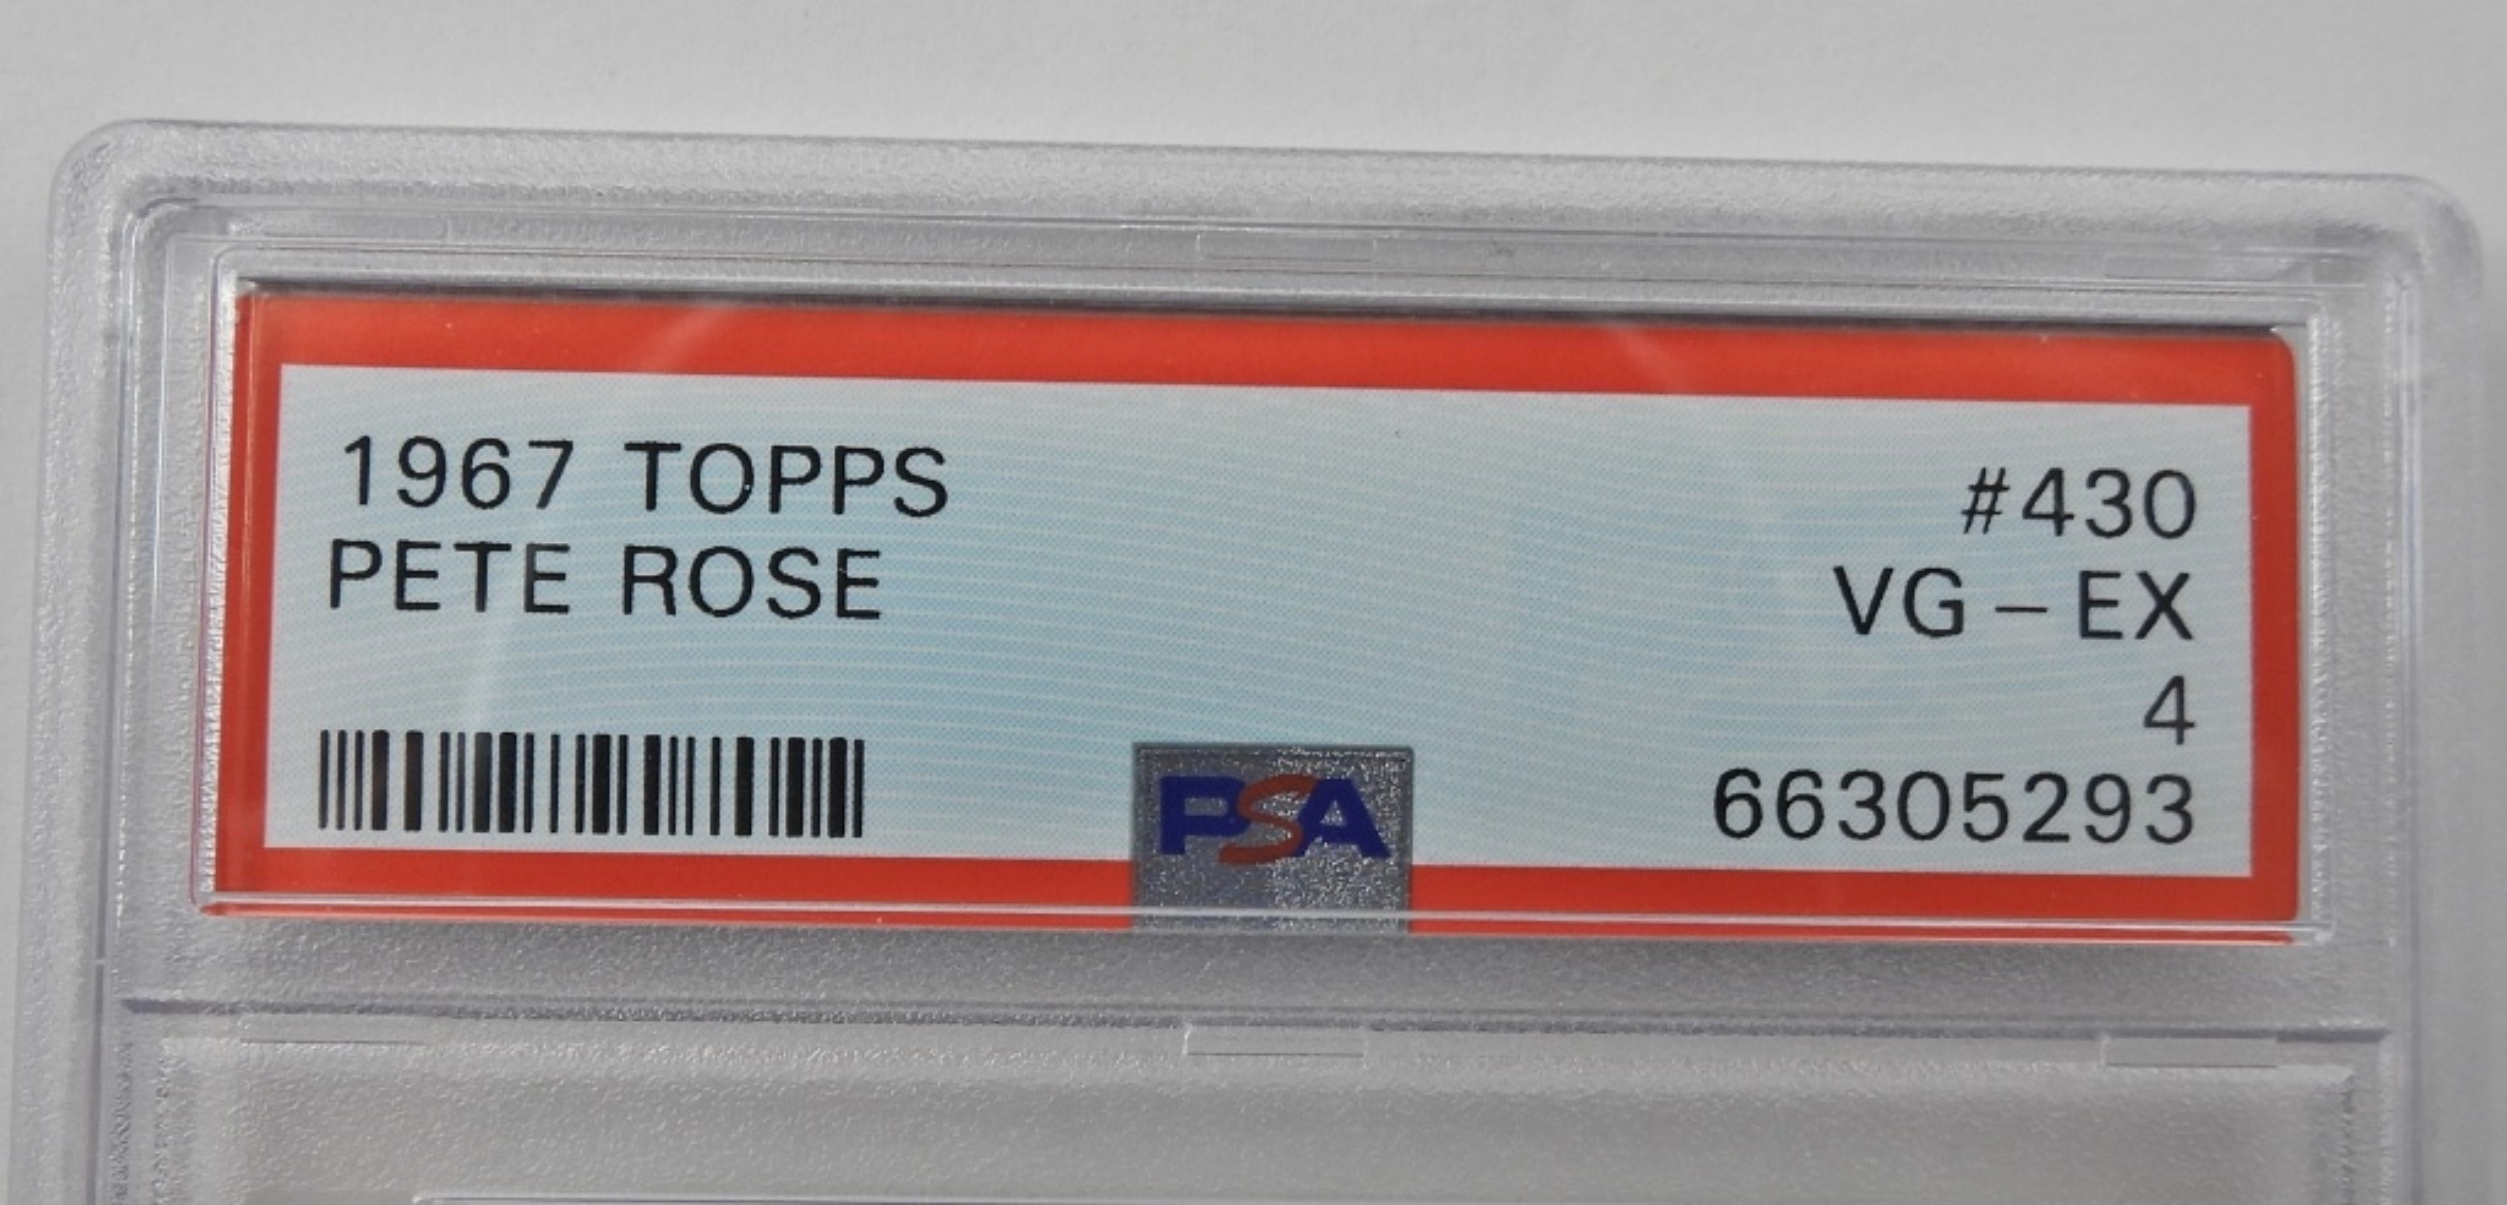 1967 TOPPS
#430
PETE ROSE
VG - EX
4
PSA
66305293